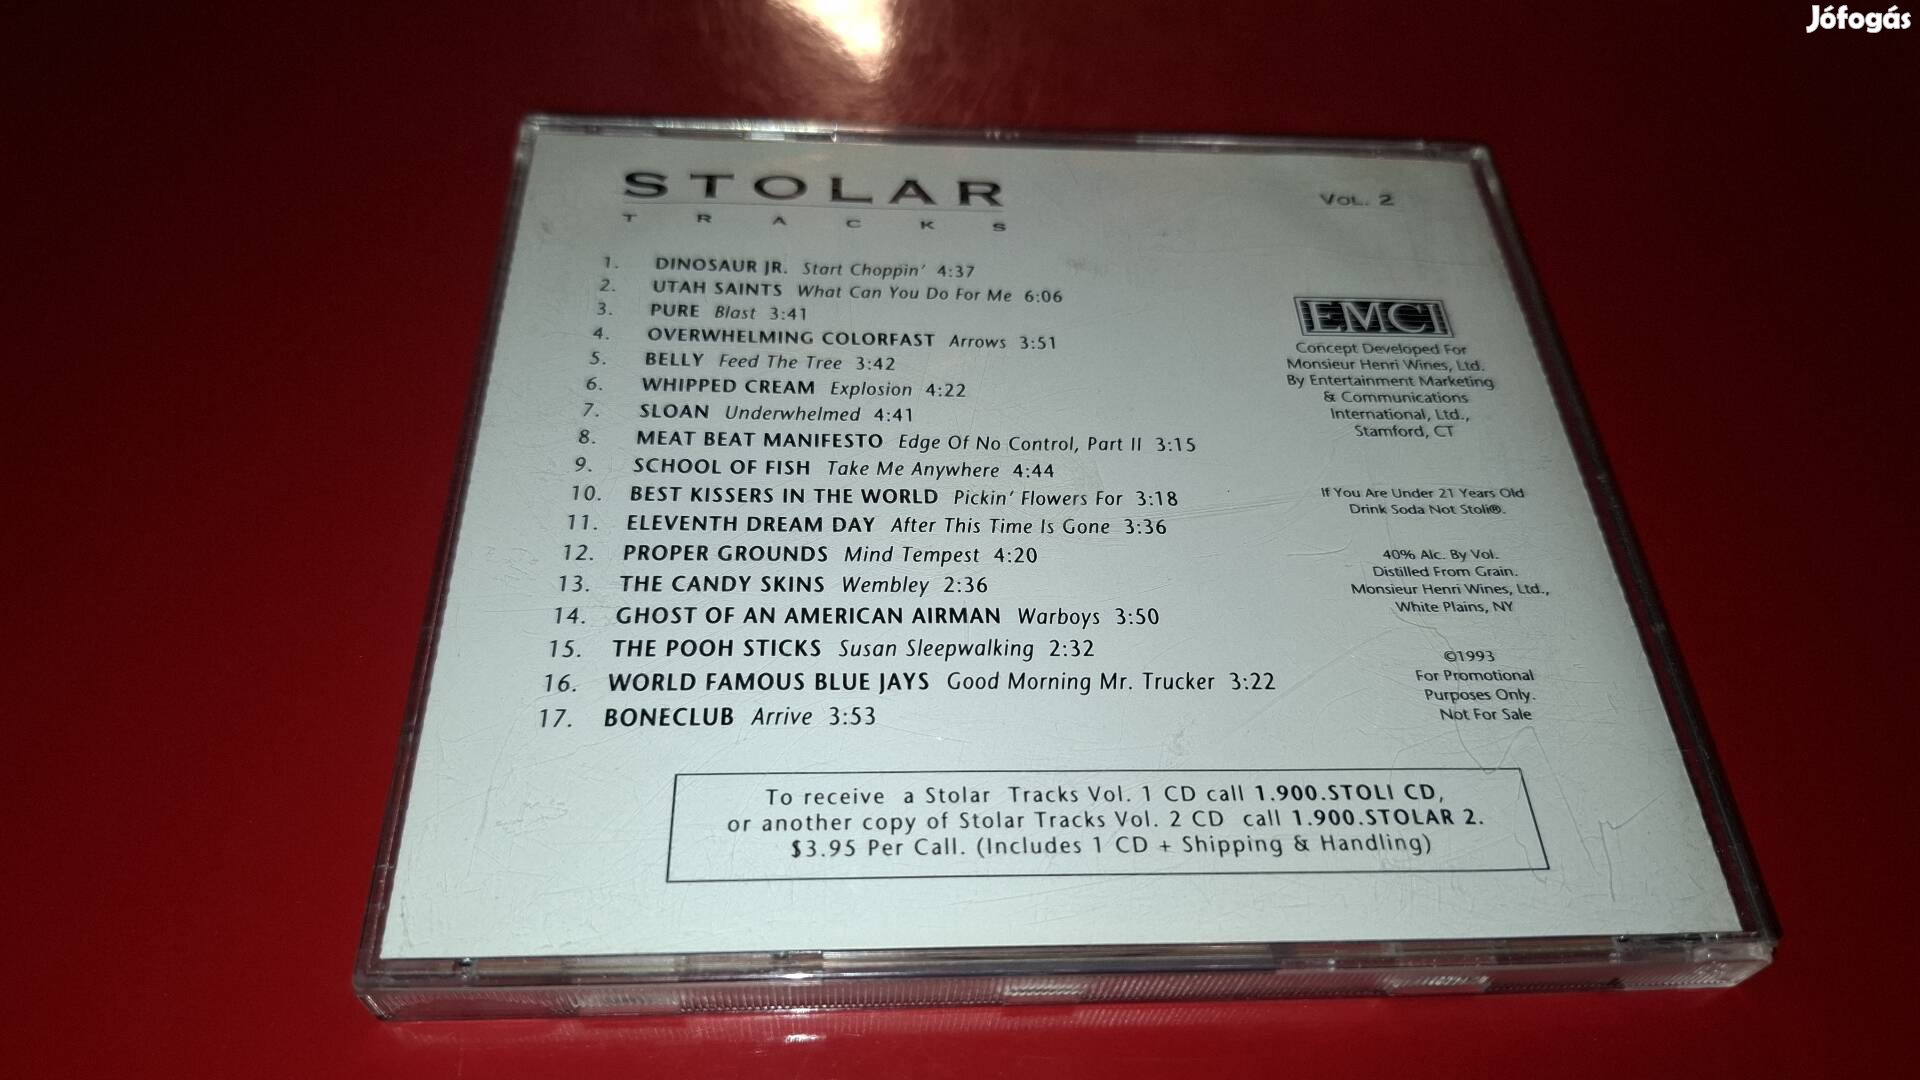 Jófogás
STOLAR
TRACKS
VOL. 2
1. DINOSAUR JR. Start Choppin' 4:37
2. UTAH SAINTS What Can You Do For Me 6:06
3. PURE Blast 3:41
4. OVERWHELMING COLORFAST Arrows 3:51
5. BELLY Feed The Tree 3:42
6. WHIPPED CREAM Explosion 4:22
7. SLOAN Underwhelmed 4:41
8. MEAT BEAT MANIFESTO Edge Of No Control, Part II 3:15
9. SCHOOL OF FISH Take Me Anywhere 4:44
10. BEST KISSERS IN THE WORLD Pickin' Flowers For 3:18
11. ELEVENTH DREAM DAY After This Time Is Gone 3:36
12. PROPER GROUNDS Mind Tempest 4:20
13. THE CANDY SKINS Wembley 2:36
14. GHOST OF AN AMERICAN AIRMAN Warboys 3:50
15. THE POOH STICKS Susan Sleepwalking 2:32
16. WORLD FAMOUS BLUE JAYS Good Morning Mr. Trucker 3:22
17. BONECLUB Arrive 3:53
EMCI
Concept Developed For
Monsieur Henri Wines, Ltd.
By Entertainment Marketing
& Communications
International, Ltd.,
Stamford, CT
If You Are Under 21 Years Old
Drink Soda Not Stoli®.
40% Alc. By Vol.
Distilled From Grain.
Monsieur Henri Wines, Ltd.,
White Plains, NY
©1993
For Promotional
Purposes Only.
Not For Sale
To receive a Stolar Tracks Vol. 1 CD call 1.900.STOLI CD,
or another copy of Stolar Tracks Vol. 2 CD call 1.900.STOLAR 2.
$3.95 Per Call. (Includes 1 CD + Shipping & Handling)